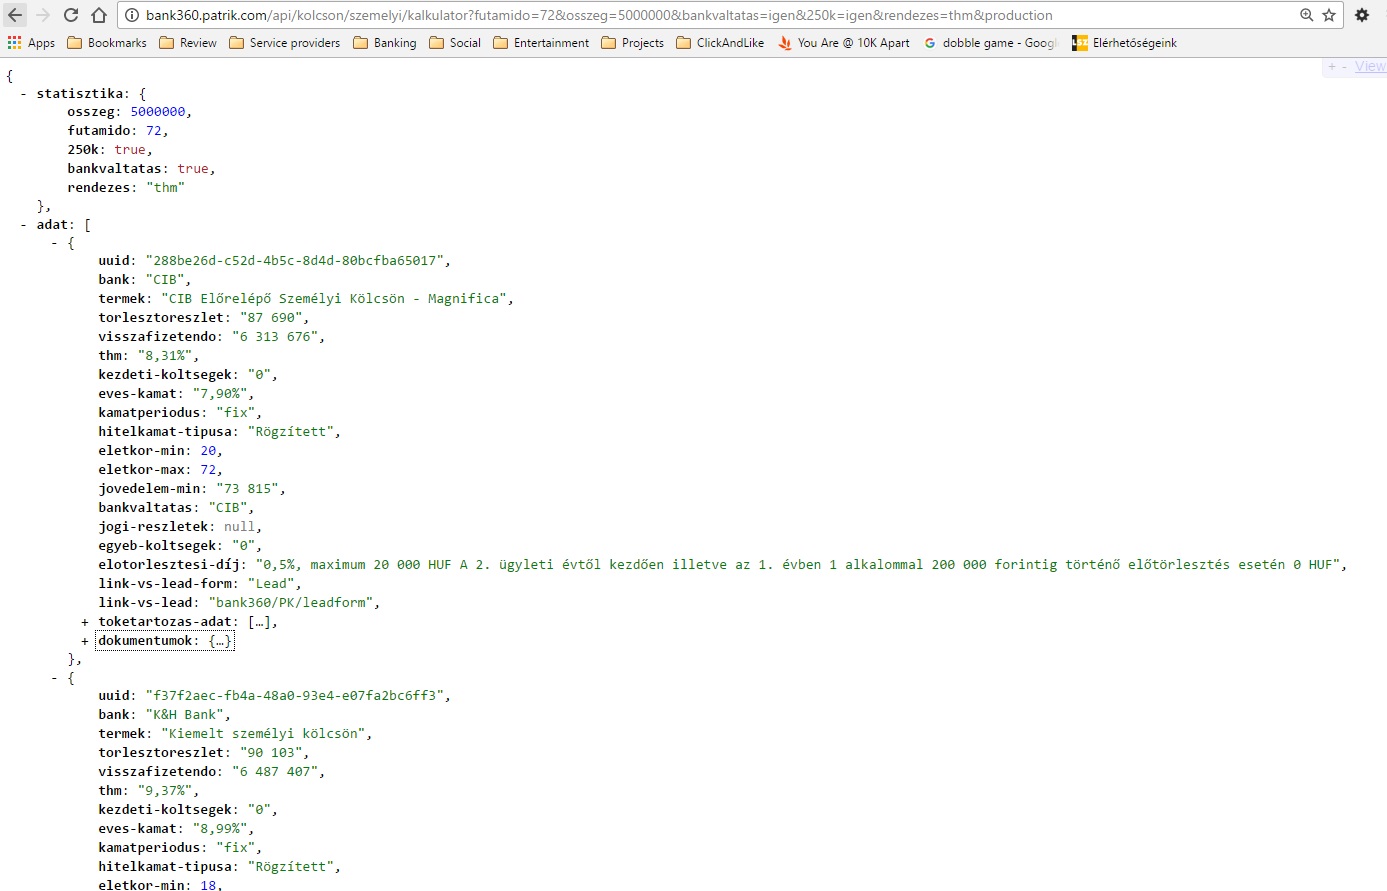 bank360.patrik.com/api/kolcson/szemelyi/kalkulator?futamido=72&osszeg=5000000&bankvaltatas=igen&250k=igen&rendezes=thm&production
Apps Bookmarks Review Service providers Banking Social Entertainment Projects ClickAndLike You Are @ 10K Apart dobble game - Goog Elérhetőségeink
+ - View
{
- statisztika: {
osszeg: 5000000,
futamido: 72,
250k: true,
bankvaltatas: true,
rendezes: "thm"
},
- adat: [
- {
uuid: "288be26d-c52d-4b5c-8d4d-80bcfba65017",
bank: "CIB",
termek: "CIB Előrelépő Személyi Kölcsön - Magnifica",
torlesztoreszlet: "87 690",
visszafizetendo: "6 313 676",
thm: "8,31%",
kezdeti-koltsegek: "0",
eves-kamat: "7,90%",
kamatperiodus: "fix",
hitelkamat-tipusa: "Rögzített",
eletkor-min: 20,
eletkor-max: 72,
jovedelem-min: "73 815",
bankvaltatas: "CIB",
jogi-reszletek: null,
egyeb-koltsegek: "0",
elotorlesztesi-díj: "0,5%, maximum 20 000 HUF A 2. ügyleti évtől kezdően illetve az 1. évben 1 alkalommal 200 000 forintig történő előtörlesztés esetén 0 HUF",
link-vs-lead-form: "Lead",
link-vs-lead: "bank360/PK/leadform",
+ toketartozas-adat: […],
+ dokumentumok: {…}
},
- {
uuid: "f37f2aec-fb4a-48a0-93e4-e07fa2bc6ff3",
bank: "K&H Bank",
termek: "Kiemelt személyi kölcsön",
torlesztoreszlet: "90 103",
visszafizetendo: "6 487 407",
thm: "9,37%",
kezdeti-koltsegek: "0",
eves-kamat: "8,99%",
kamatperiodus: "fix",
hitelkamat-tipusa: "Rögzített",
eletkor-min: 18,